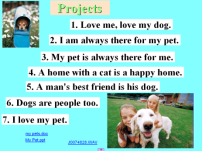 Projects
1. Love me, love my dog.
2. I am always there for my pet.
3. My pet is always there for me.
4. A home with a cat is a happy home.
5. A man's best friend is his dog.
6. Dogs are people too.
7. I love my pet.
my pets.doc
My Pet.ppt